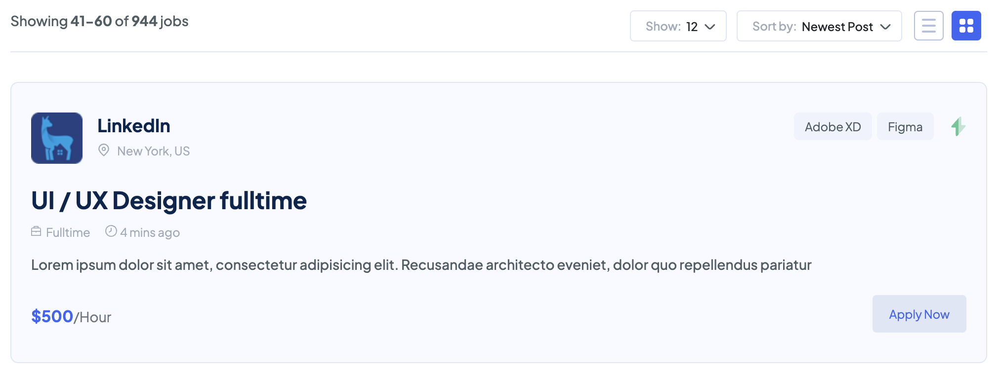 Showing 41–60 of 944 jobs
Show: 12
Sort by: Newest Post
LinkedIn
New York, US
Adobe XD
Figma
UI / UX Designer fulltime
Fulltime
4 mins ago
Lorem ipsum dolor sit amet, consectetur adipisicing elit. Recusandae architecto eveniet, dolor quo repellendus pariatur
$500/Hour
Apply Now